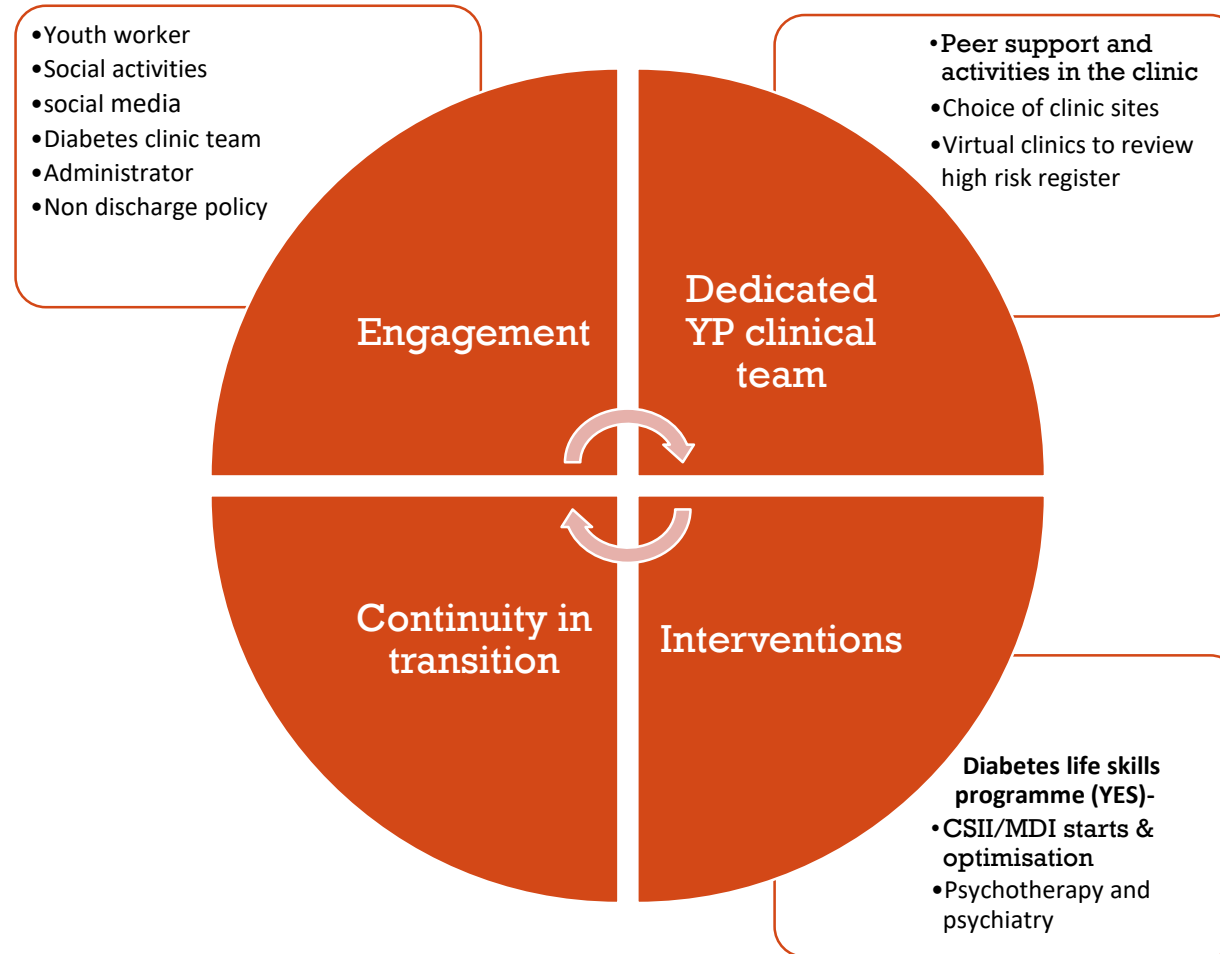 •Youth worker
•Social activities
•social media
•Diabetes clinic team
•Administrator
•Non discharge policy
•Peer support and
activities in the clinic
•Choice of clinic sites
•Virtual clinics to review
high risk register
Engagement
Dedicated
YP clinical
team
Continuity in
transition
Interventions
Diabetes life skills
programme (YES)-
•CSII/MDI starts &
optimisation
•Psychotherapy and
psychiatry